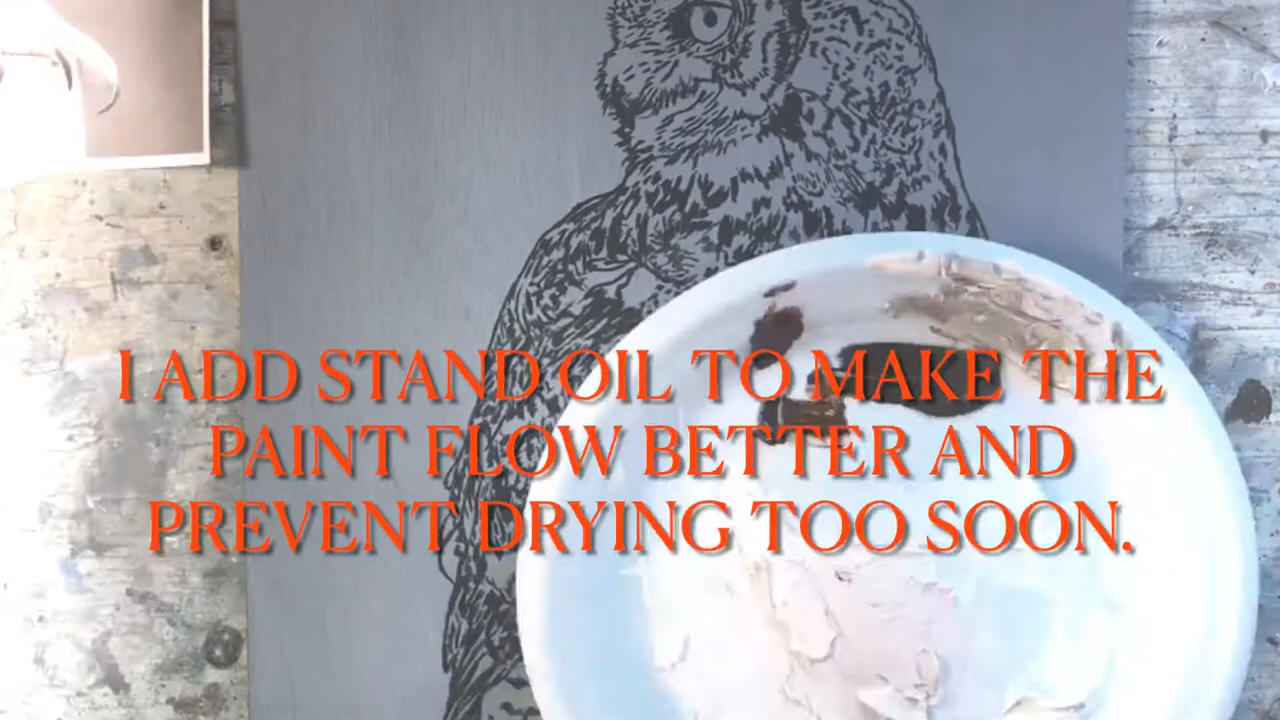 I ADD STAND OIL TO MAKE THE
PAINT FLOW BETTER AND
PREVENT DRYING TOO SOON.